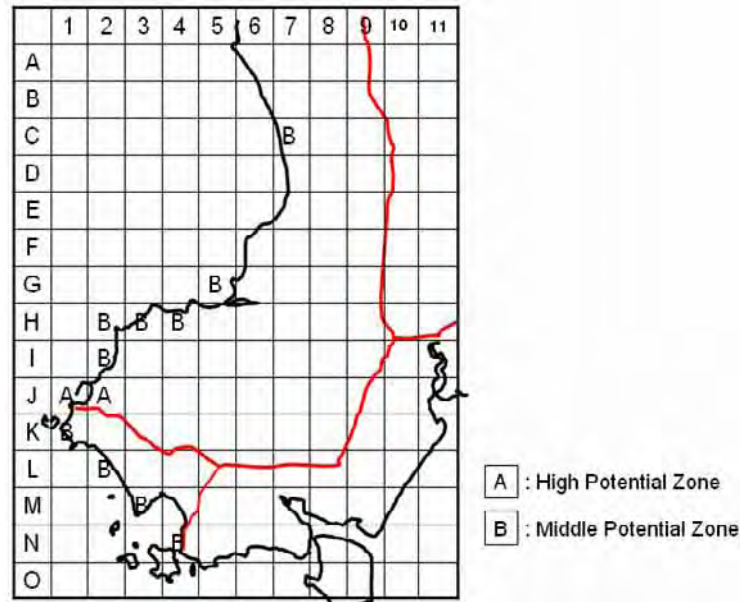 1 2 3 4 5 6 7 8 9 10 11
A
B
C B
D
E
F
G B
H B B B
I B
J A A
K B
L B
M B
N
O
A : High Potential Zone
B : Middle Potential Zone